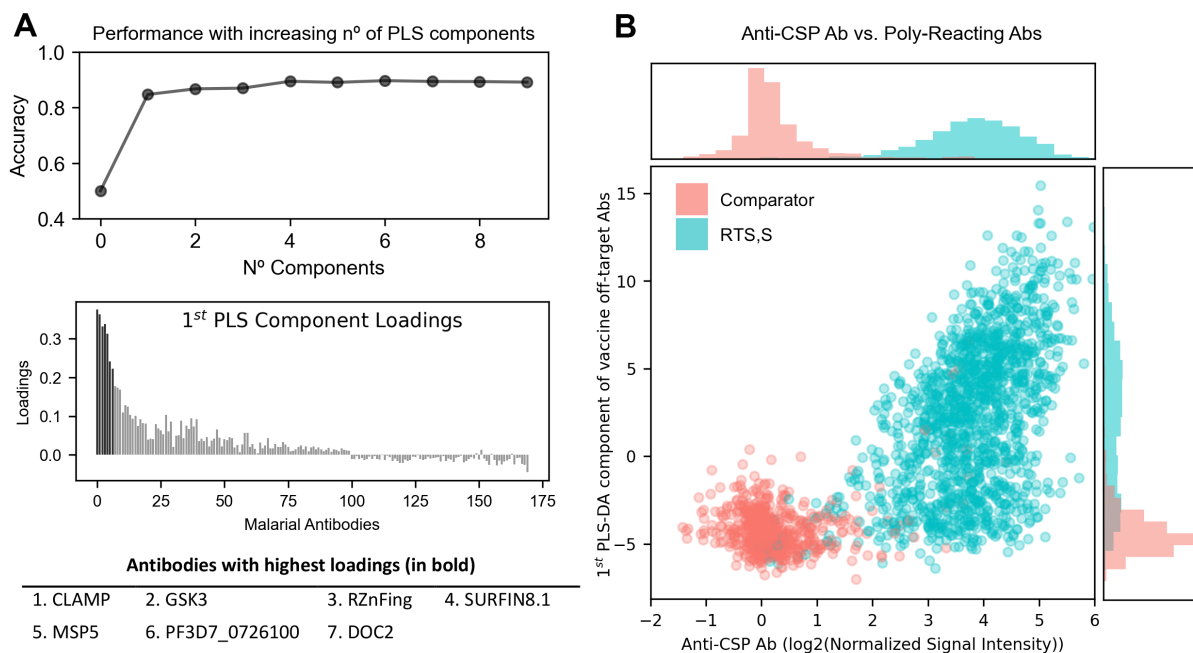 A
Performance with increasing nº of PLS components
1.0
0.8
0.6
0.4
Accuracy
0 2 4 6 8
Nº Components
1st PLS Component Loadings
0.3
0.2
0.1
0.0
Loadings
0 25 50 75 100 125 150 175
Malarial Antibodies
Antibodies with highest loadings (in bold)
1. CLAMP 2. GSK3 3. RZnFing 4. SURFIN8.1
5. MSP5 6. PF3D7_0726100 7. DOC2
B
Anti-CSP Ab vs. Poly-Reacting Abs
Comparator
RTS,S
15
10
5
0
−5
1st PLS-DA component of vaccine off-target Abs
−2 −1 0 1 2 3 4 5 6
Anti-CSP Ab (log2(Normalized Signal Intensity))